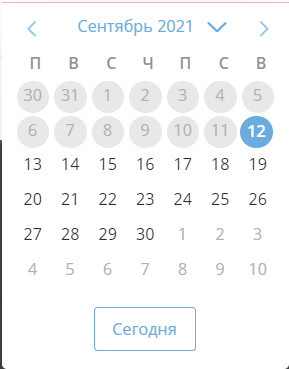 Сентябрь 2021
П В С Ч П С В
30 31 1 2 3 4 5
6 7 8 9 10 11 12
13 14 15 16 17 18 19
20 21 22 23 24 25 26
27 28 29 30 1 2 3
4 5 6 7 8 9 10
Сегодня